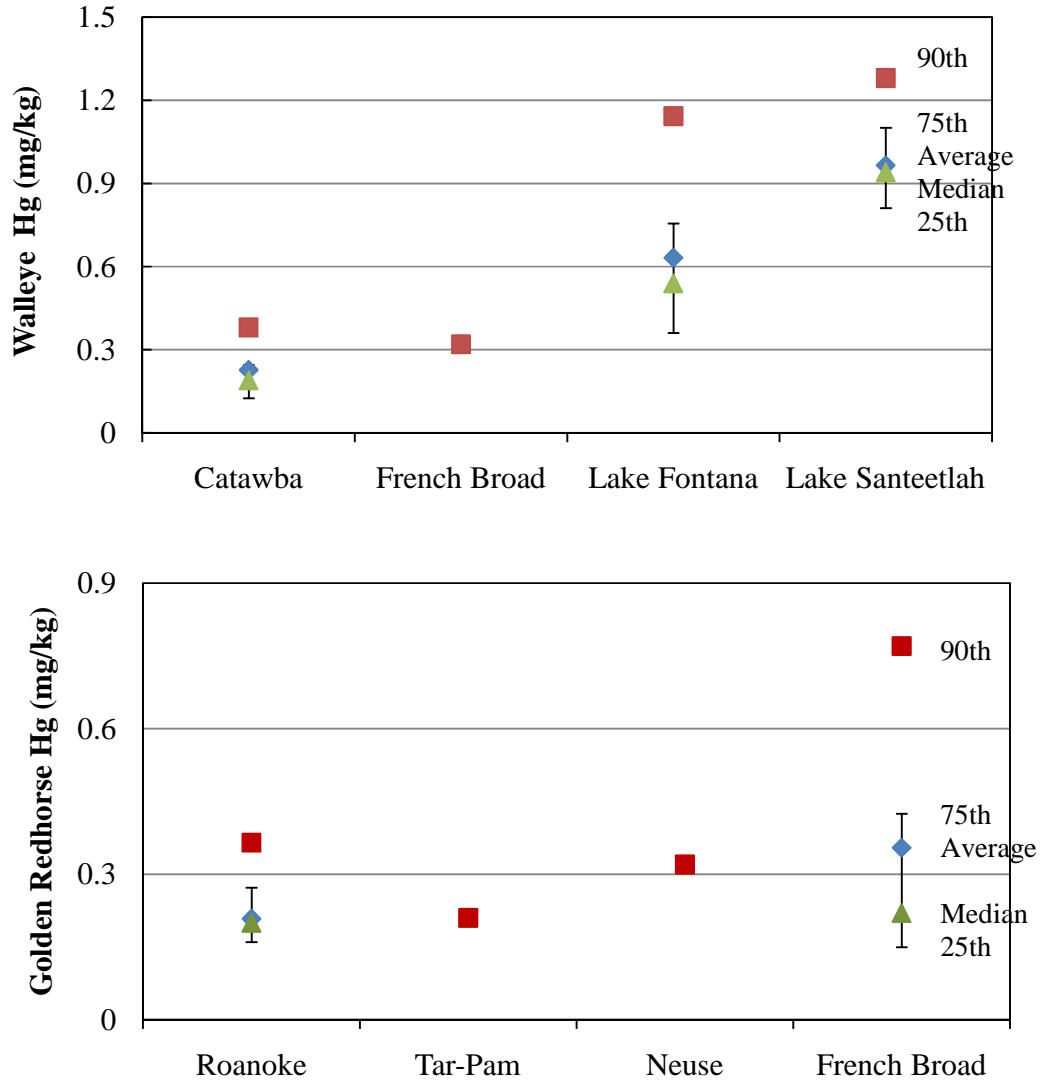 Walleye Hg (mg/kg)
1.5
1.2
0.9
0.6
0.3
0
90th
75th
Average
Median
25th
Catawba
French Broad
Lake Fontana
Lake Santeetlah
Golden Redhorse Hg (mg/kg)
0.9
0.6
0.3
0
90th
75th
Average
Median
25th
Roanoke
Tar-Pam
Neuse
French Broad